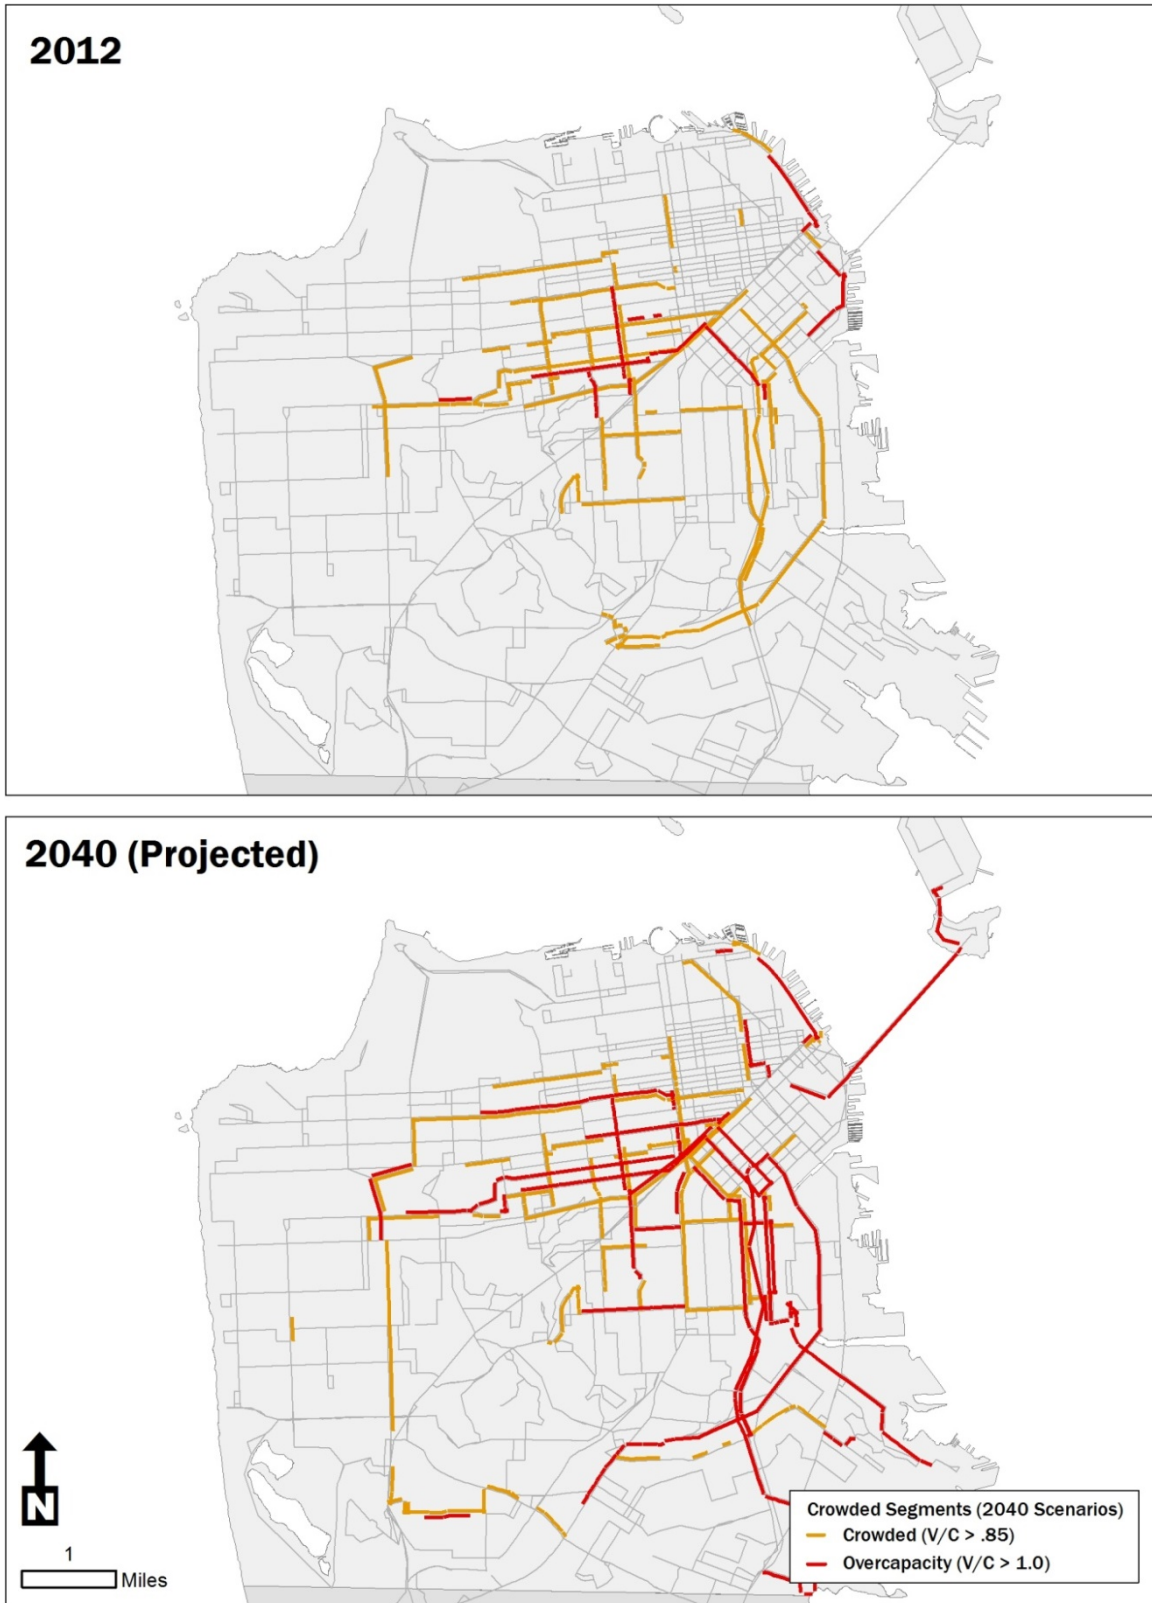 2012
2040 (Projected)
N
1
Miles
Crowded Segments (2040 Scenarios)
Crowded (V/C > .85)
Overcapacity (V/C > 1.0)